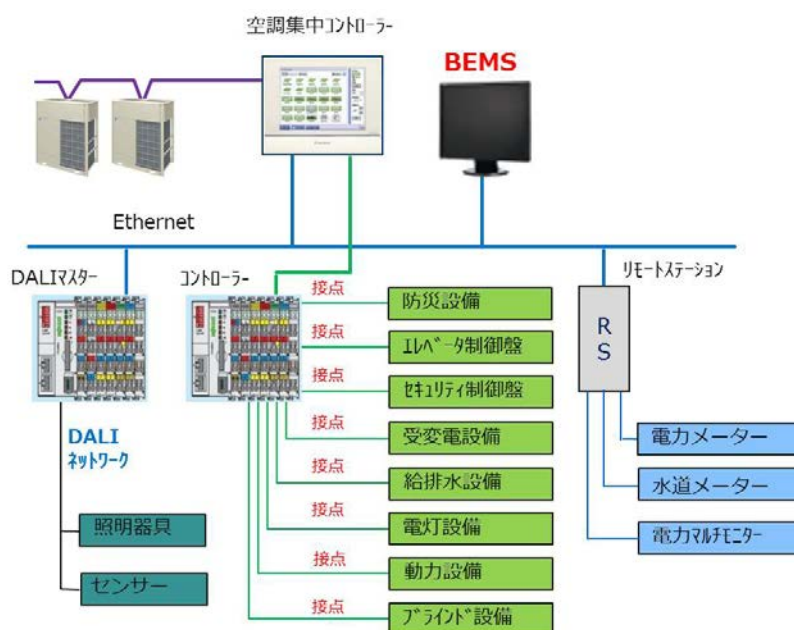 空調集中ｺﾝﾄﾛｰﾗｰ
BEMS
Ethernet
DALIﾏｽﾀｰ
ｺﾝﾄﾛｰﾗｰ
ﾘﾓｰﾄｽﾃｰｼｮﾝ
接点
防災設備
R
S
接点
ｴﾚﾍﾞｰﾀ制御盤
接点
ｾｷｭﾘﾃｨ制御盤
接点
受変電設備
電力メーター
DALI
ﾈｯﾄﾜｰｸ
接点
給排水設備
水道メーター
接点
電灯設備
電力ﾏﾙﾁﾓﾆﾀｰ
照明器具
接点
動力設備
センサー
接点
ﾌﾞﾗｲﾝﾄﾞ設備